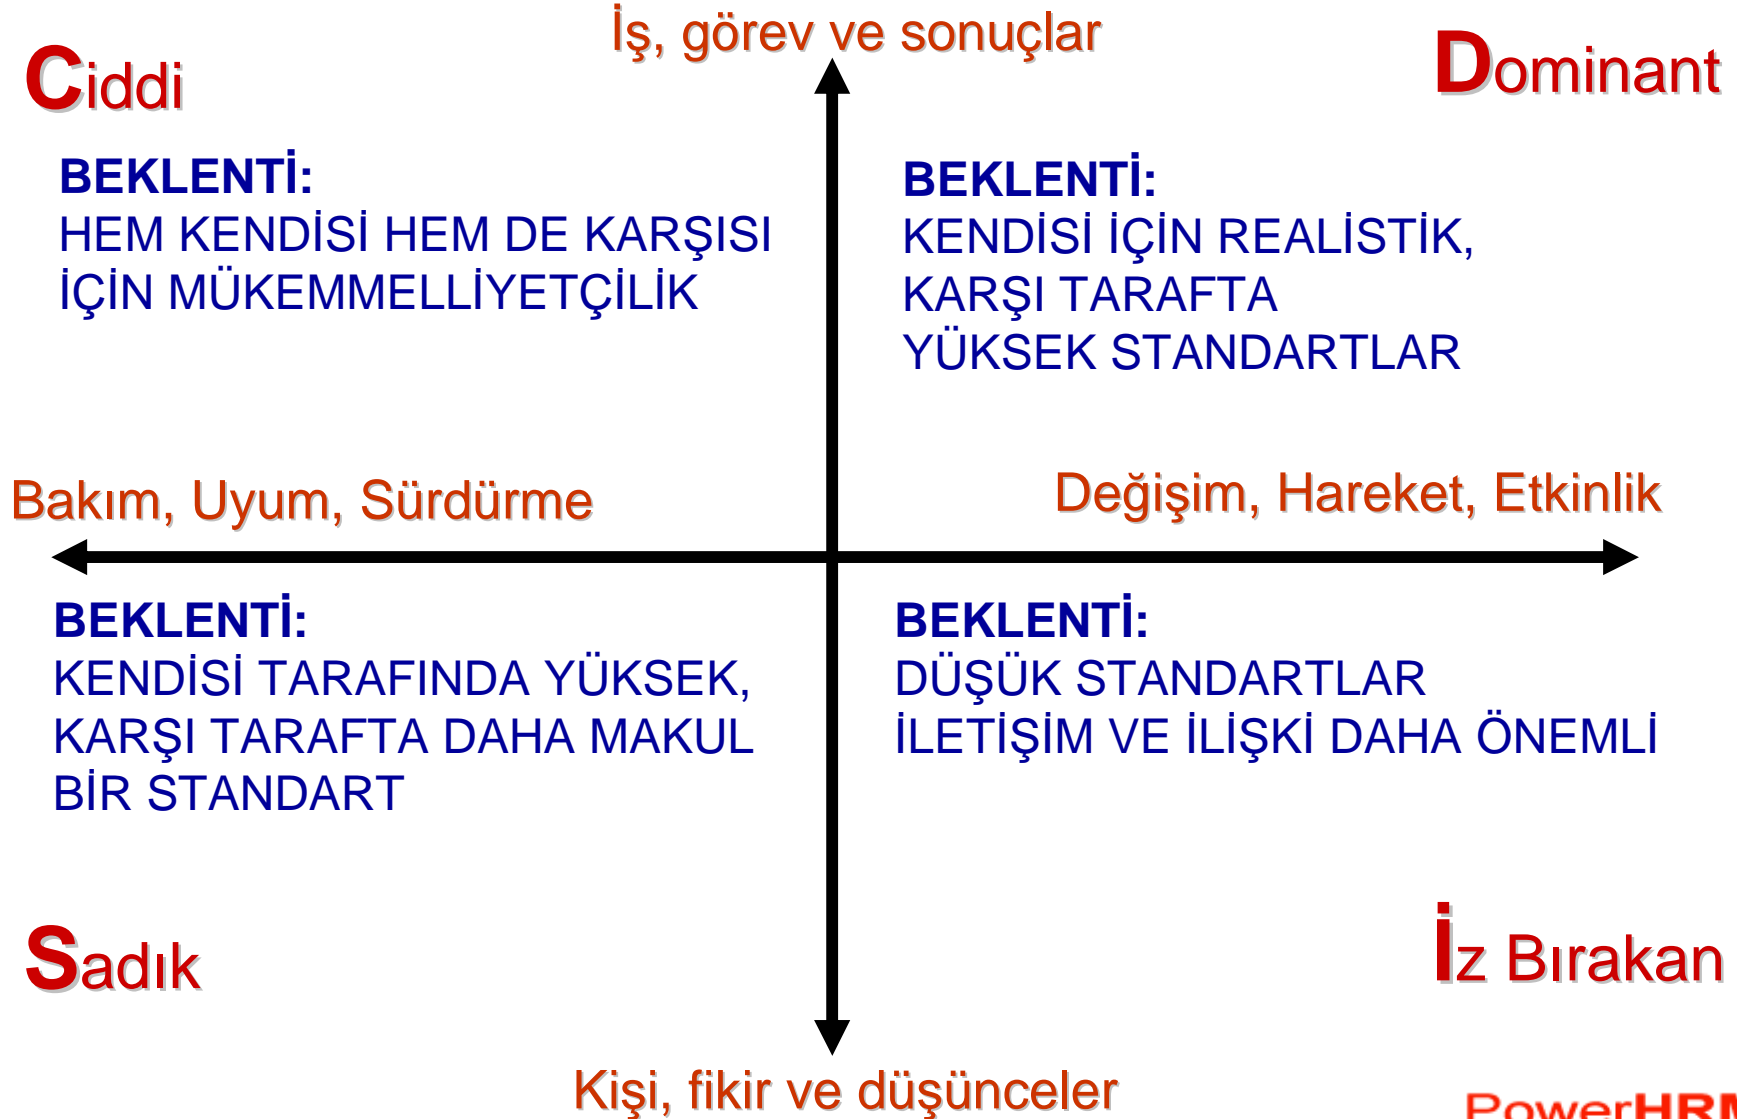 İş, görev ve sonuçlar
Ciddi
Dominant
BEKLENTİ:
HEM KENDİSİ HEM DE KARŞISI
İÇİN MÜKEMMELLİYETÇİLİK
BEKLENTİ:
KENDİSİ İÇİN REALİSTİK,
KARŞI TARAFTA
YÜKSEK STANDARTLAR
Bakım, Uyum, Sürdürme
Değişim, Hareket, Etkinlik
BEKLENTİ:
KENDİSİ TARAFINDA YÜKSEK,
KARŞI TARAFTA DAHA MAKUL
BİR STANDART
BEKLENTİ:
DÜŞÜK STANDARTLAR
İLETİŞİM VE İLİŞKİ DAHA ÖNEMLİ
Sadık
İz Bırakan
Kişi, fikir ve düşünceler
PowerHRM